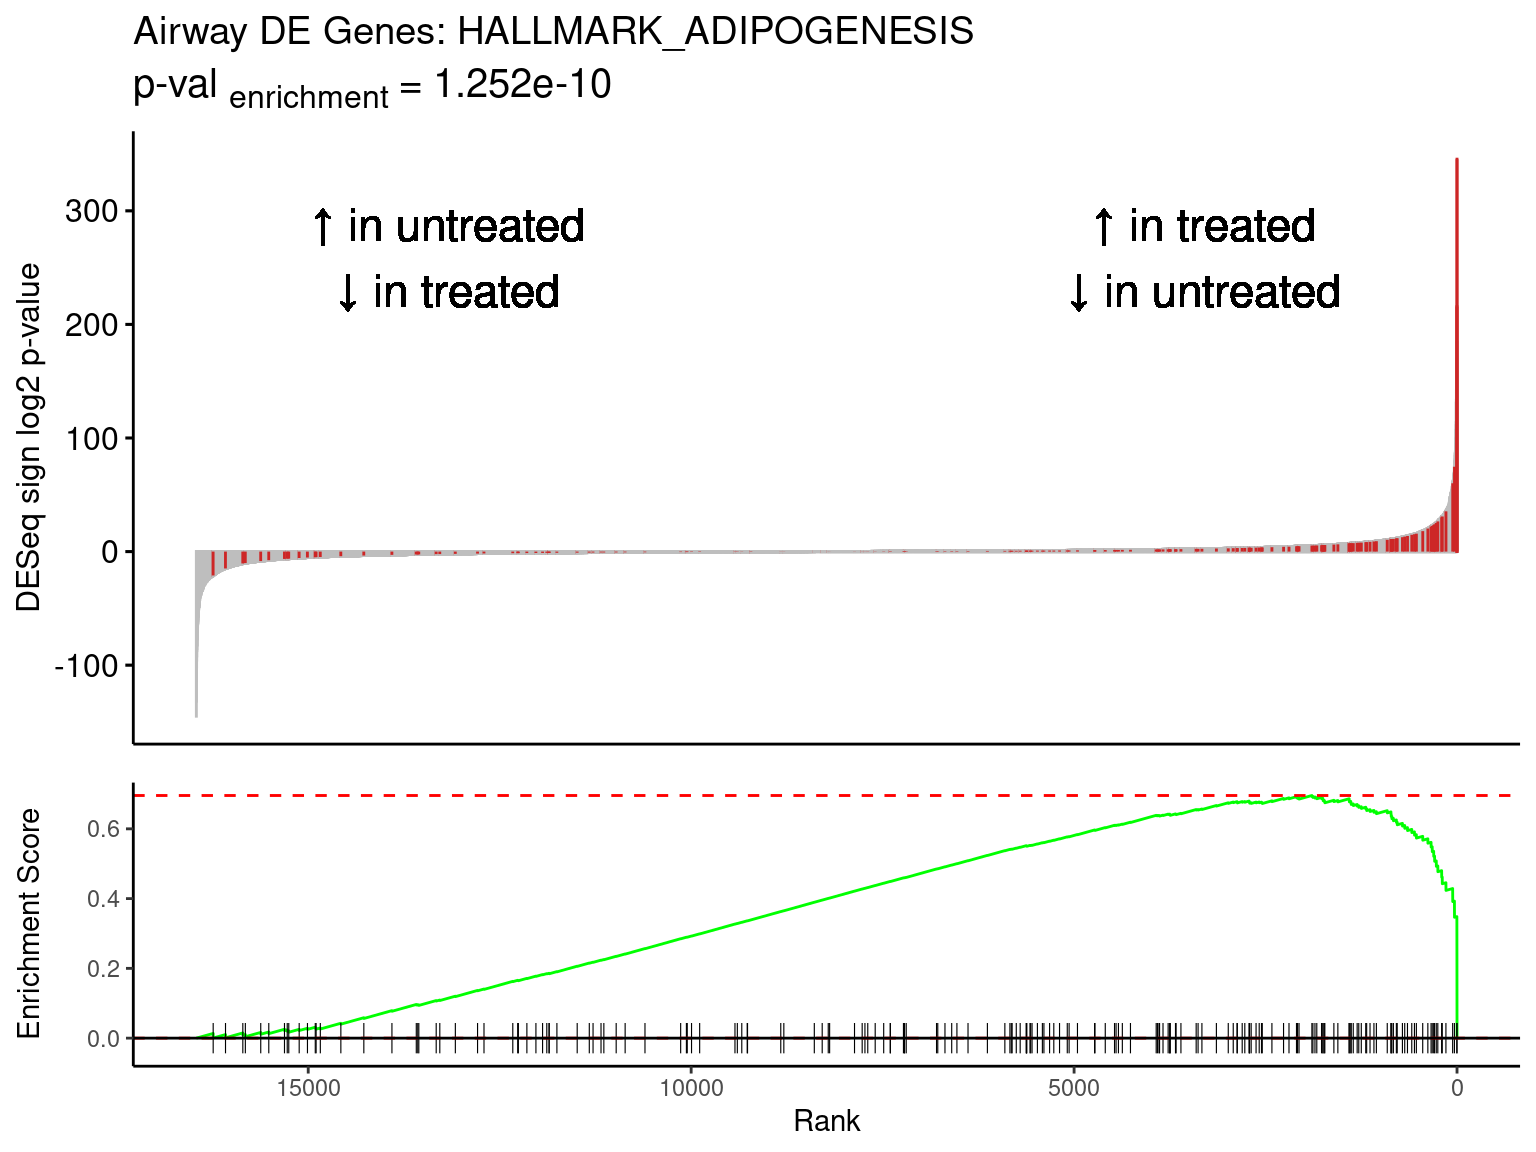 Airway DE Genes: HALLMARK_ADIPOGENESIS
p-val enrichment = 1.252e-10
DESeq sign log2 p-value
300
200
100
0
-100
↑ in untreated
↓ in treated
↑ in treated
↓ in untreated
Enrichment Score
0.6
0.4
0.2
0.0
15000
10000
5000
0
Rank